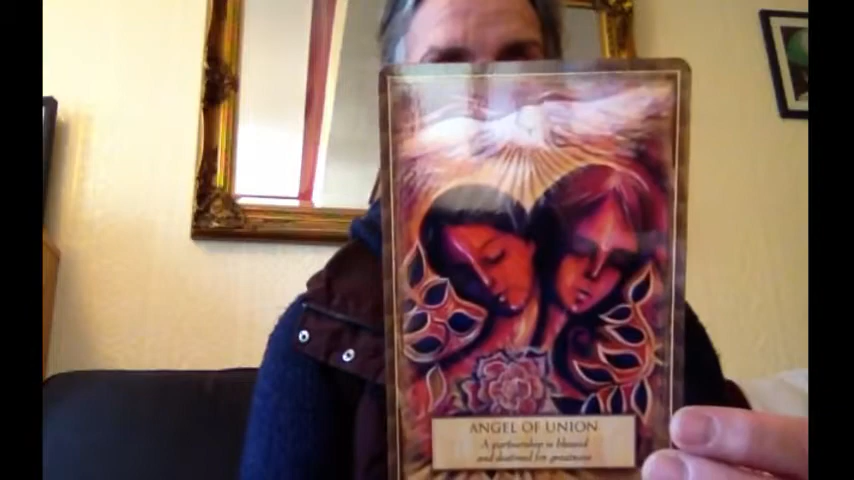 ANGEL OF UNION
A partnership is blessed
and destined for greatness